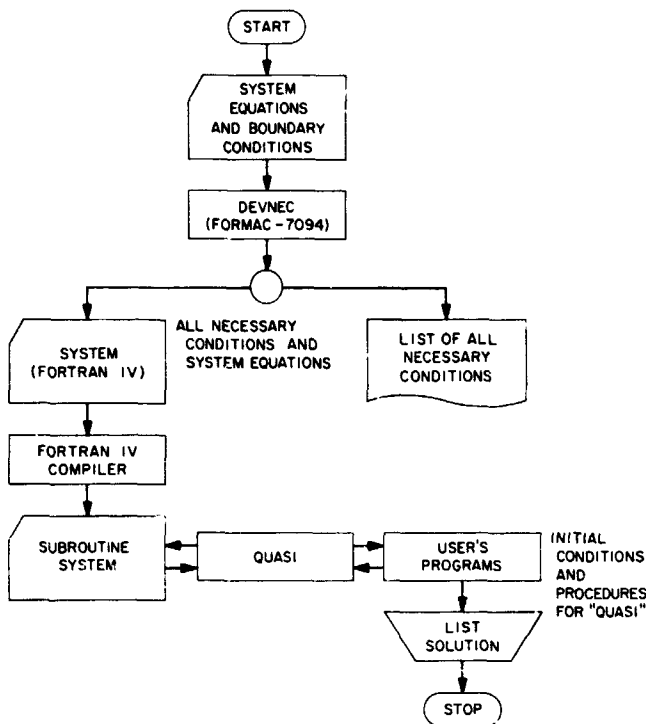 START
SYSTEM
EQUATIONS
AND BOUNDARY
CONDITIONS
DEVNEC
(FORMAC-7094)
ALL NECESSARY
CONDITIONS AND
SYSTEM EQUATIONS
SYSTEM
(FORTRAN IV)
LIST OF ALL
NECESSARY
CONDITIONS
FORTRAN IV
COMPILER
SUBROUTINE
SYSTEM
QUASI
USER'S
PROGRAMS
INITIAL
CONDITIONS
AND
PROCEDURES
FOR "QUASI"
LIST
SOLUTION
STOP